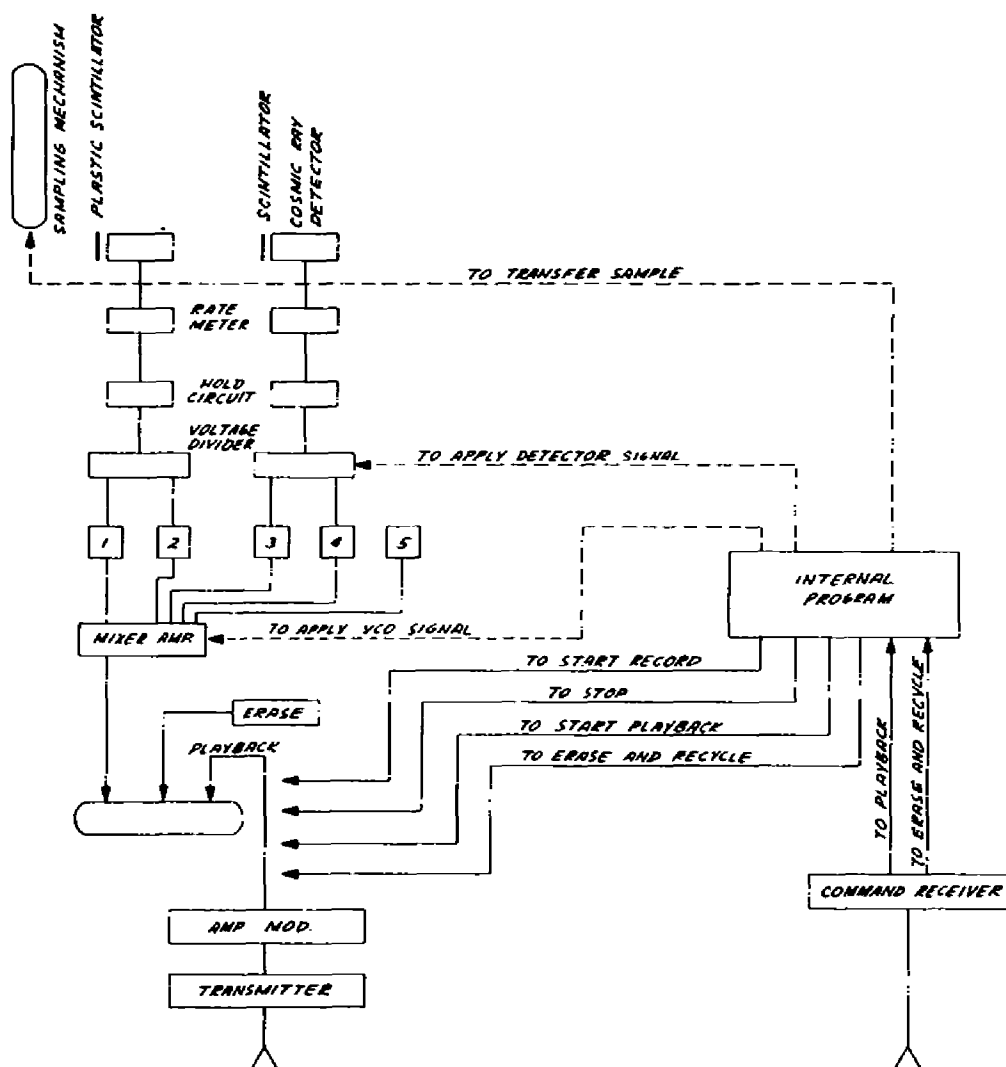 SAMPLING MECHANISM
PLASTIC SCINTILLATOR
SCINTILLATOR
COSMIC RAY
DETECTOR
TO TRANSFER SAMPLE
RATE
METER
HOLD
CIRCUIT
VOLTAGE
DIVIDER
TO APPLY DETECTOR SIGNAL
1
2
3
4
5
INTERNAL
PROGRAM
MIXER AMP.
TO APPLY VCO SIGNAL
TO START RECORD
TO STOP
ERASE
TO START PLAYBACK
PLAYBACK
TO ERASE AND RECYCLE
TO PLAYBACK
TO ERASE AND RECYCLE
COMMAND RECEIVER
AMP MOD.
TRANSMITTER